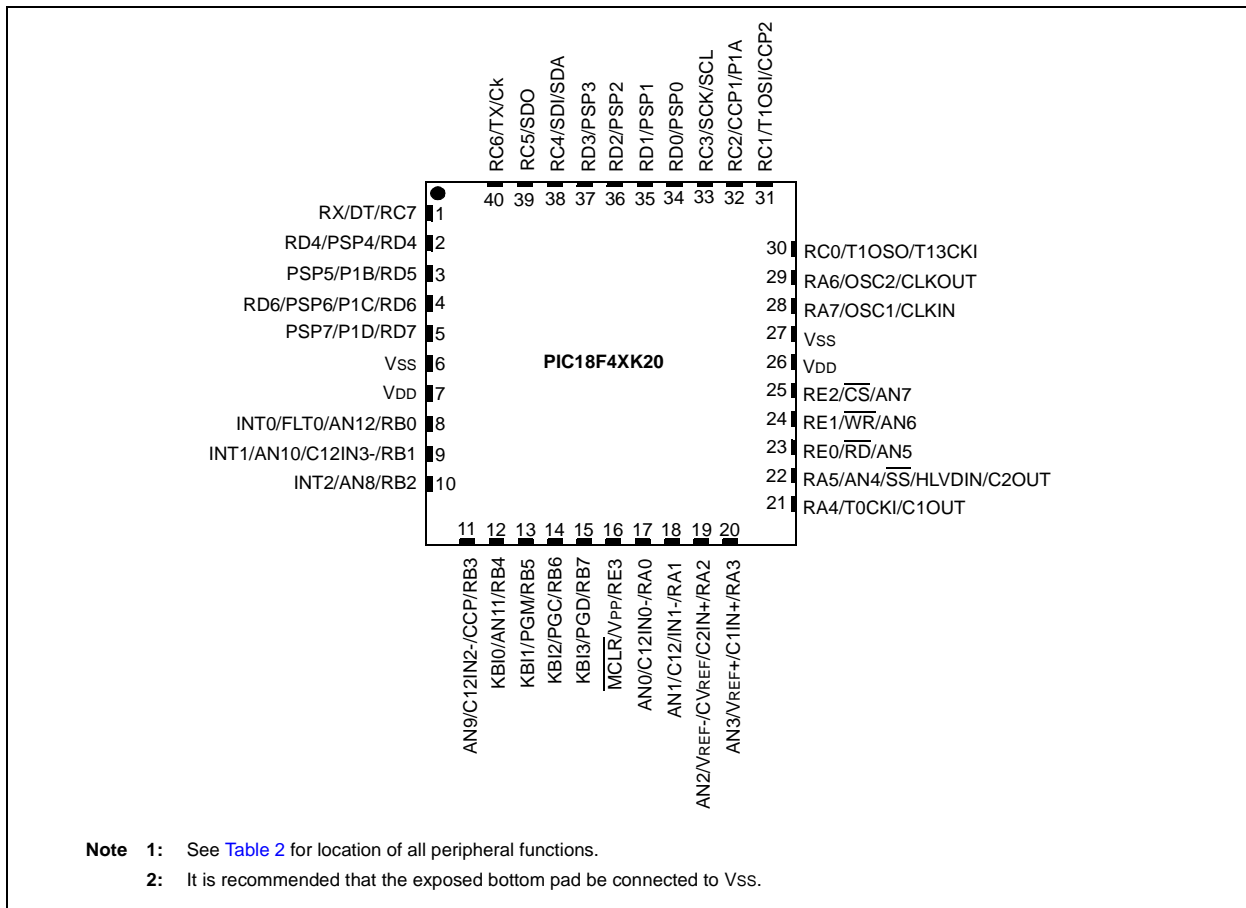 RC6/TX/Ck
RC5/SDO
RC4/SDI/SDA
RD3/PSP3
RD2/PSP2
RD1/PSP1
RD0/PSP0
RC3/SCK/SCL
RC2/CCP1/P1A
RC1/T1OSI/CCP2
40 39 38 37 36 35 34 33 32 31
RX/DT/RC7 1
RD4/PSP4/RD4 2
PSP5/P1B/RD5 3
RD6/PSP6/P1C/RD6 4
PSP7/P1D/RD7 5
VSS 6
VDD 7
INT0/FLT0/AN12/RB0 8
INT1/AN10/C12IN3-/RB1 9
INT2/AN8/RB2 10
PIC18F4XK20
30 RC0/T1OSO/T13CKI
29 RA6/OSC2/CLKOUT
28 RA7/OSC1/CLKIN
27 VSS
26 VDD
25 RE2/CS/AN7
24 RE1/WR/AN6
23 RE0/RD/AN5
22 RA5/AN4/SS/HLVDIN/C2OUT
21 RA4/T0CKI/C1OUT
11 12 13 14 15 16 17 18 19 20
AN9/C12IN2-/CCP/RB3
KBI0/AN11/RB4
KBI1/PGM/RB5
KBI2/PGC/RB6
KBI3/PGD/RB7
MCLR/VPP/RE3
AN0/C12IN0-/RA0
AN1/C12/IN1-/RA1
AN2/VREF-/CVREF/C2IN+/RA2
AN3/VREF+/C1IN+/RA3
Note 1: See Table 2 for location of all peripheral functions.
2: It is recommended that the exposed bottom pad be connected to VSS.